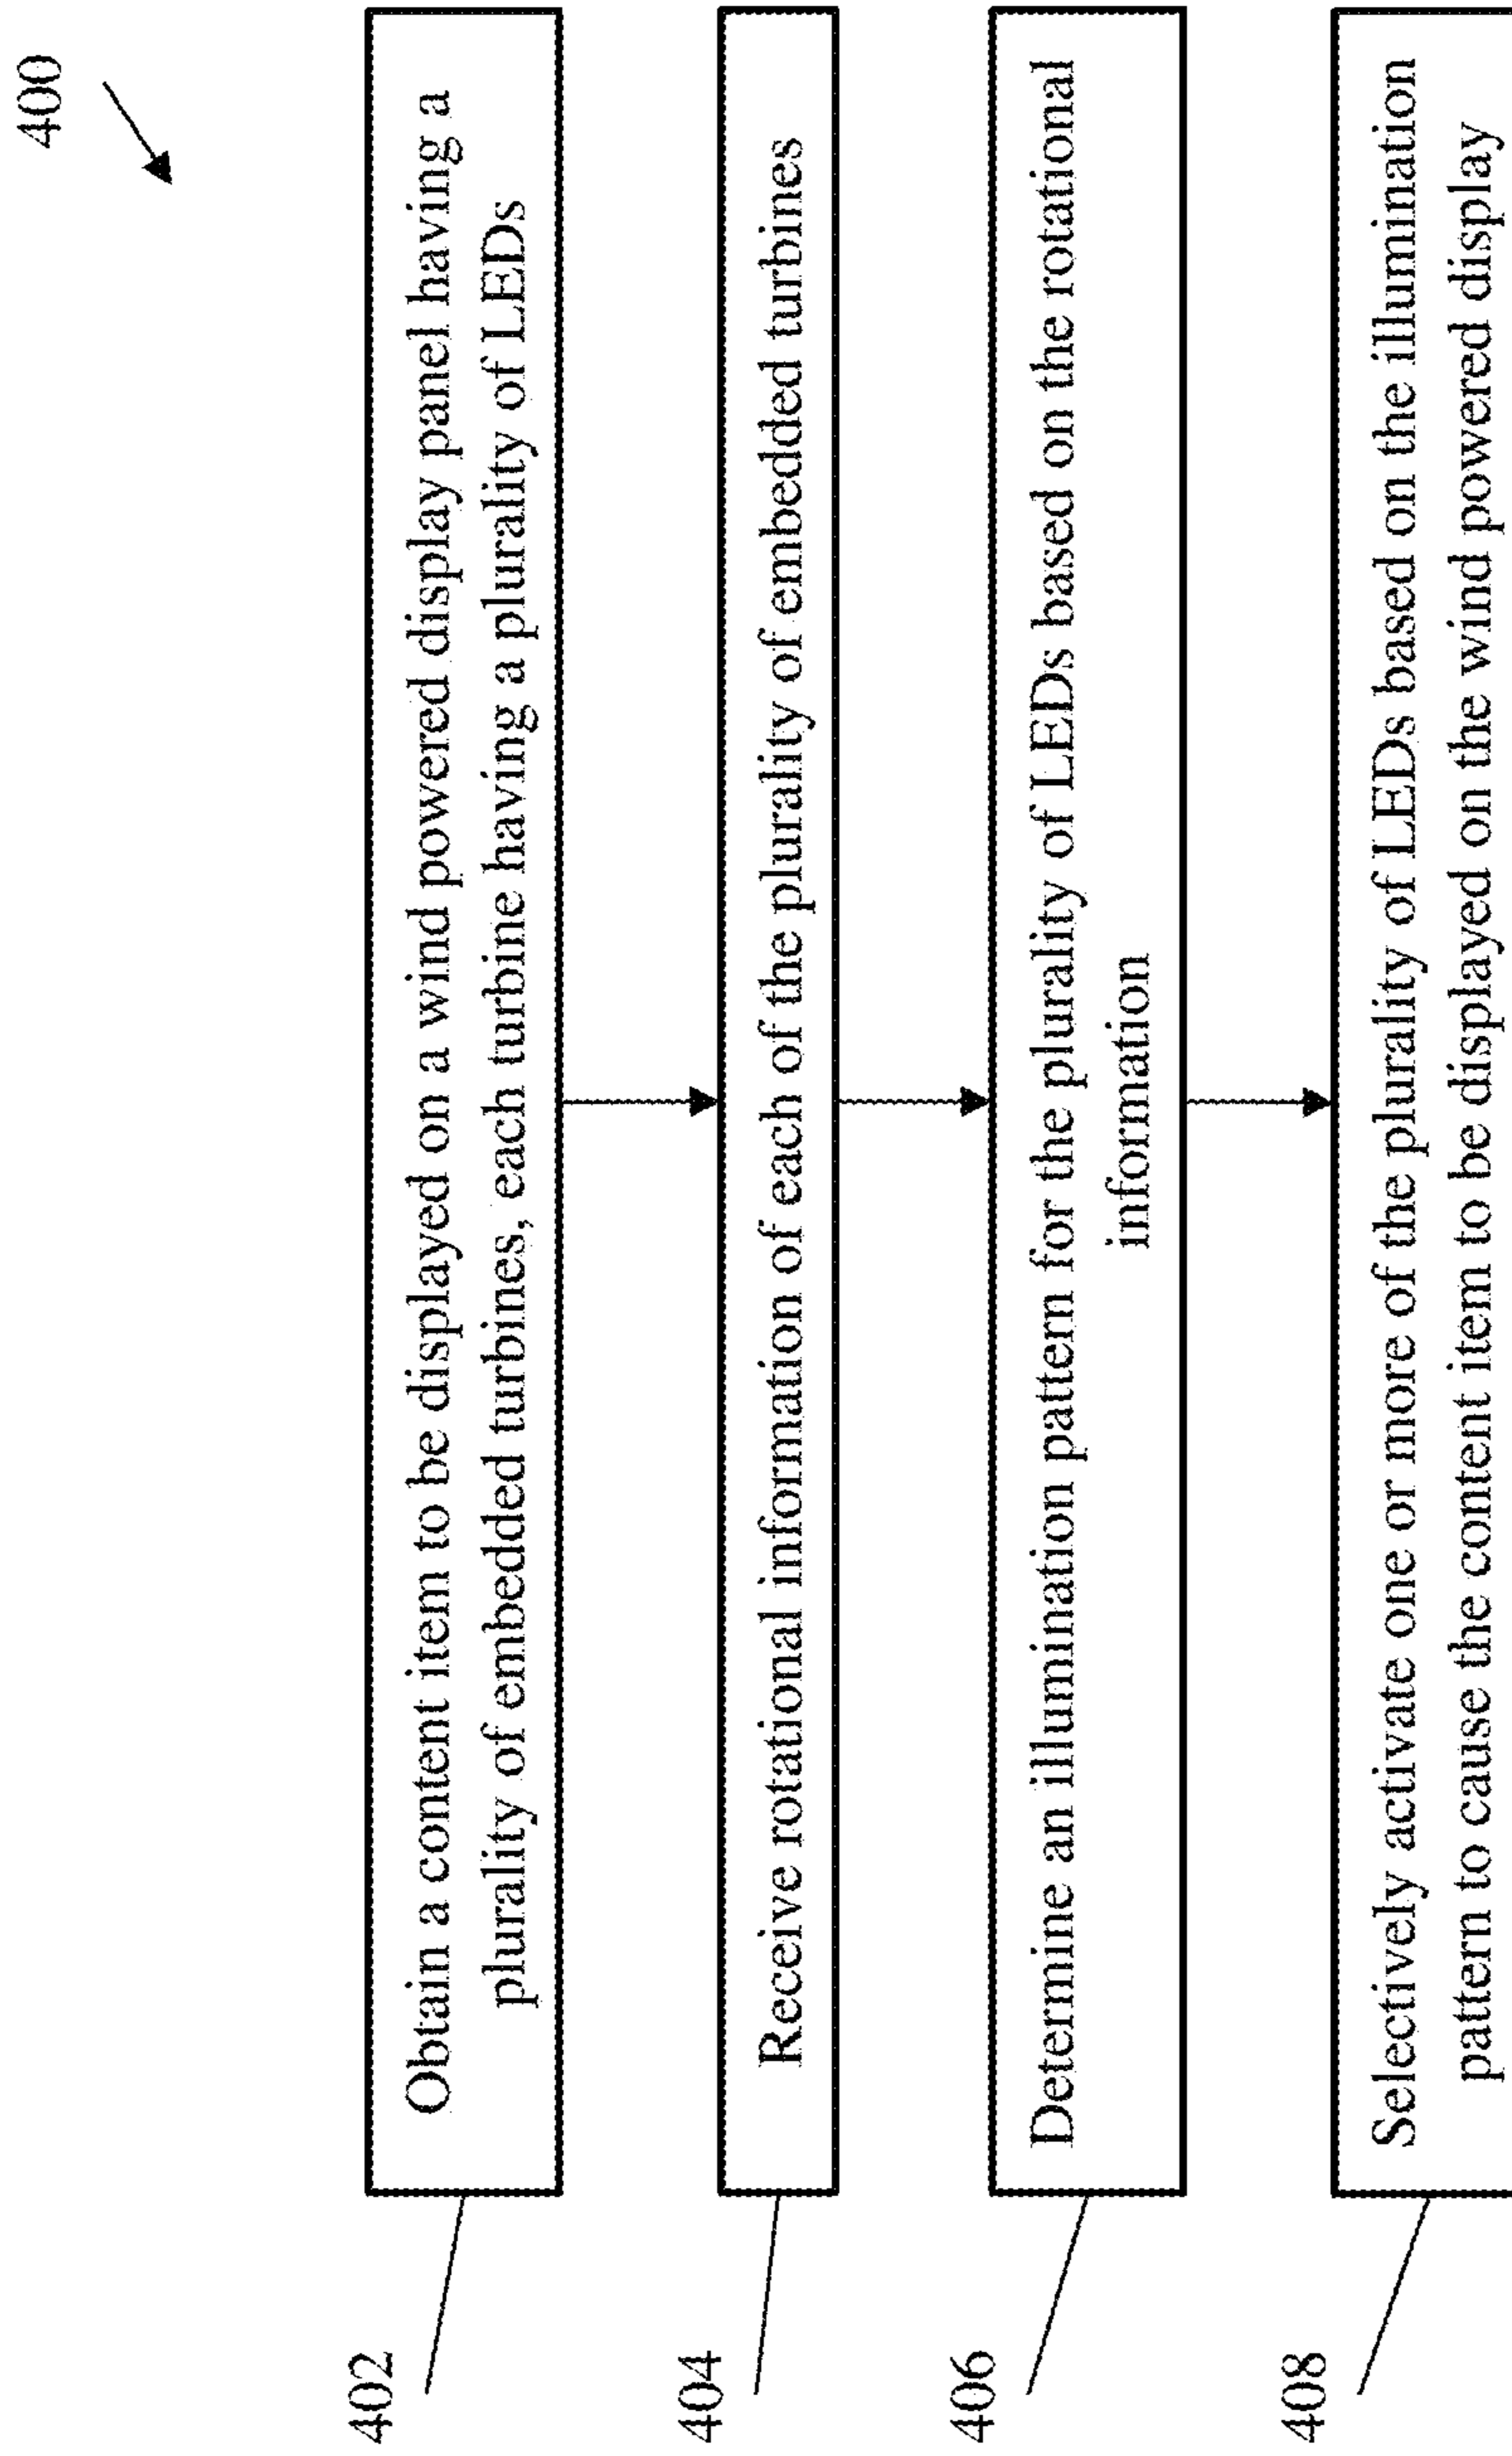 400
402
Obtain a content item to be displayed on a wind powered display panel having a
plurality of embedded turbines, each turbine having a plurality of LEDs
404
Receive rotational information of each of the plurality of embedded turbines
406
Determine an illumination pattern for the plurality of LEDs based on the rotational
information
408
Selectively activate one or more of the plurality of LEDs based on the illumination
pattern to cause the content item to be displayed on the wind powered display